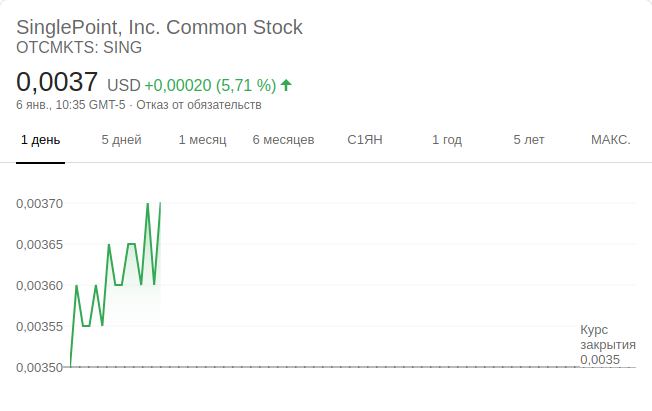 SinglePoint, Inc. Common Stock
OTCMKTS: SING
0,0037 USD +0,00020 (5,71 %)
6 янв., 10:35 GMT-5 · Отказ от обязательств
1 день 5 дней 1 месяц 6 месяцев С1ЯН 1 год 5 лет МАКС.
0,00370
0,00365
0,00360
0,00355
0,00350
Курс
закрытия
0,0035